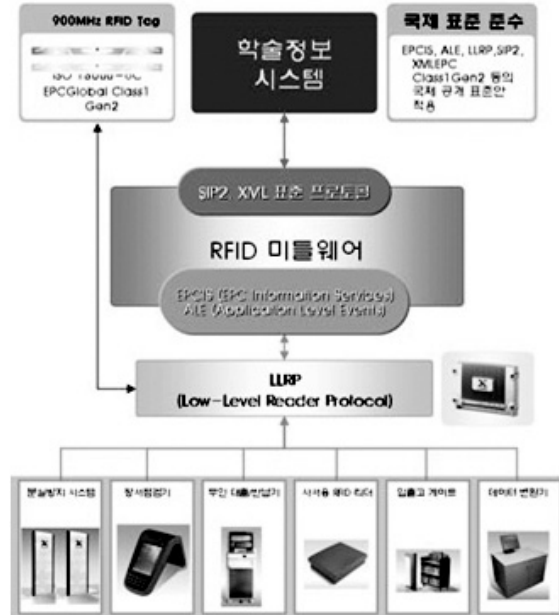 900MHz RFID Tag
ISO 18000-6C
EPCGlobal Class1
Gen2
학술정보
시스템
국제 표준 준수
EPCIS, ALE, LLRP,SIP2,
XMLEPC
Class1Gen2 등의
국제 공개 표준안
적용
SIP2, XML 표준 프로토콜
RFID 미들웨어
EPCIS (EPC Information Services)
ALE (Application Level Events)
LLRP
(Low-Level Reader Protocol)
분실방지 시스템
장서점검기
무인 대출/반납기
사서용 RFID 리더
입출고 게이트
데이터 변환기